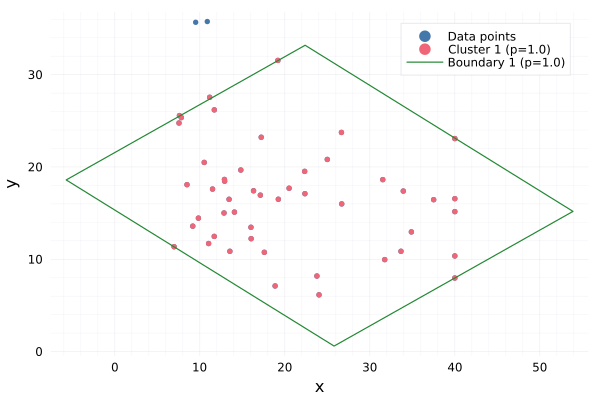 Data points
Cluster 1 (p=1.0)
Boundary 1 (p=1.0)
30
20
10
0
y
0 10 20 30 40 50
x